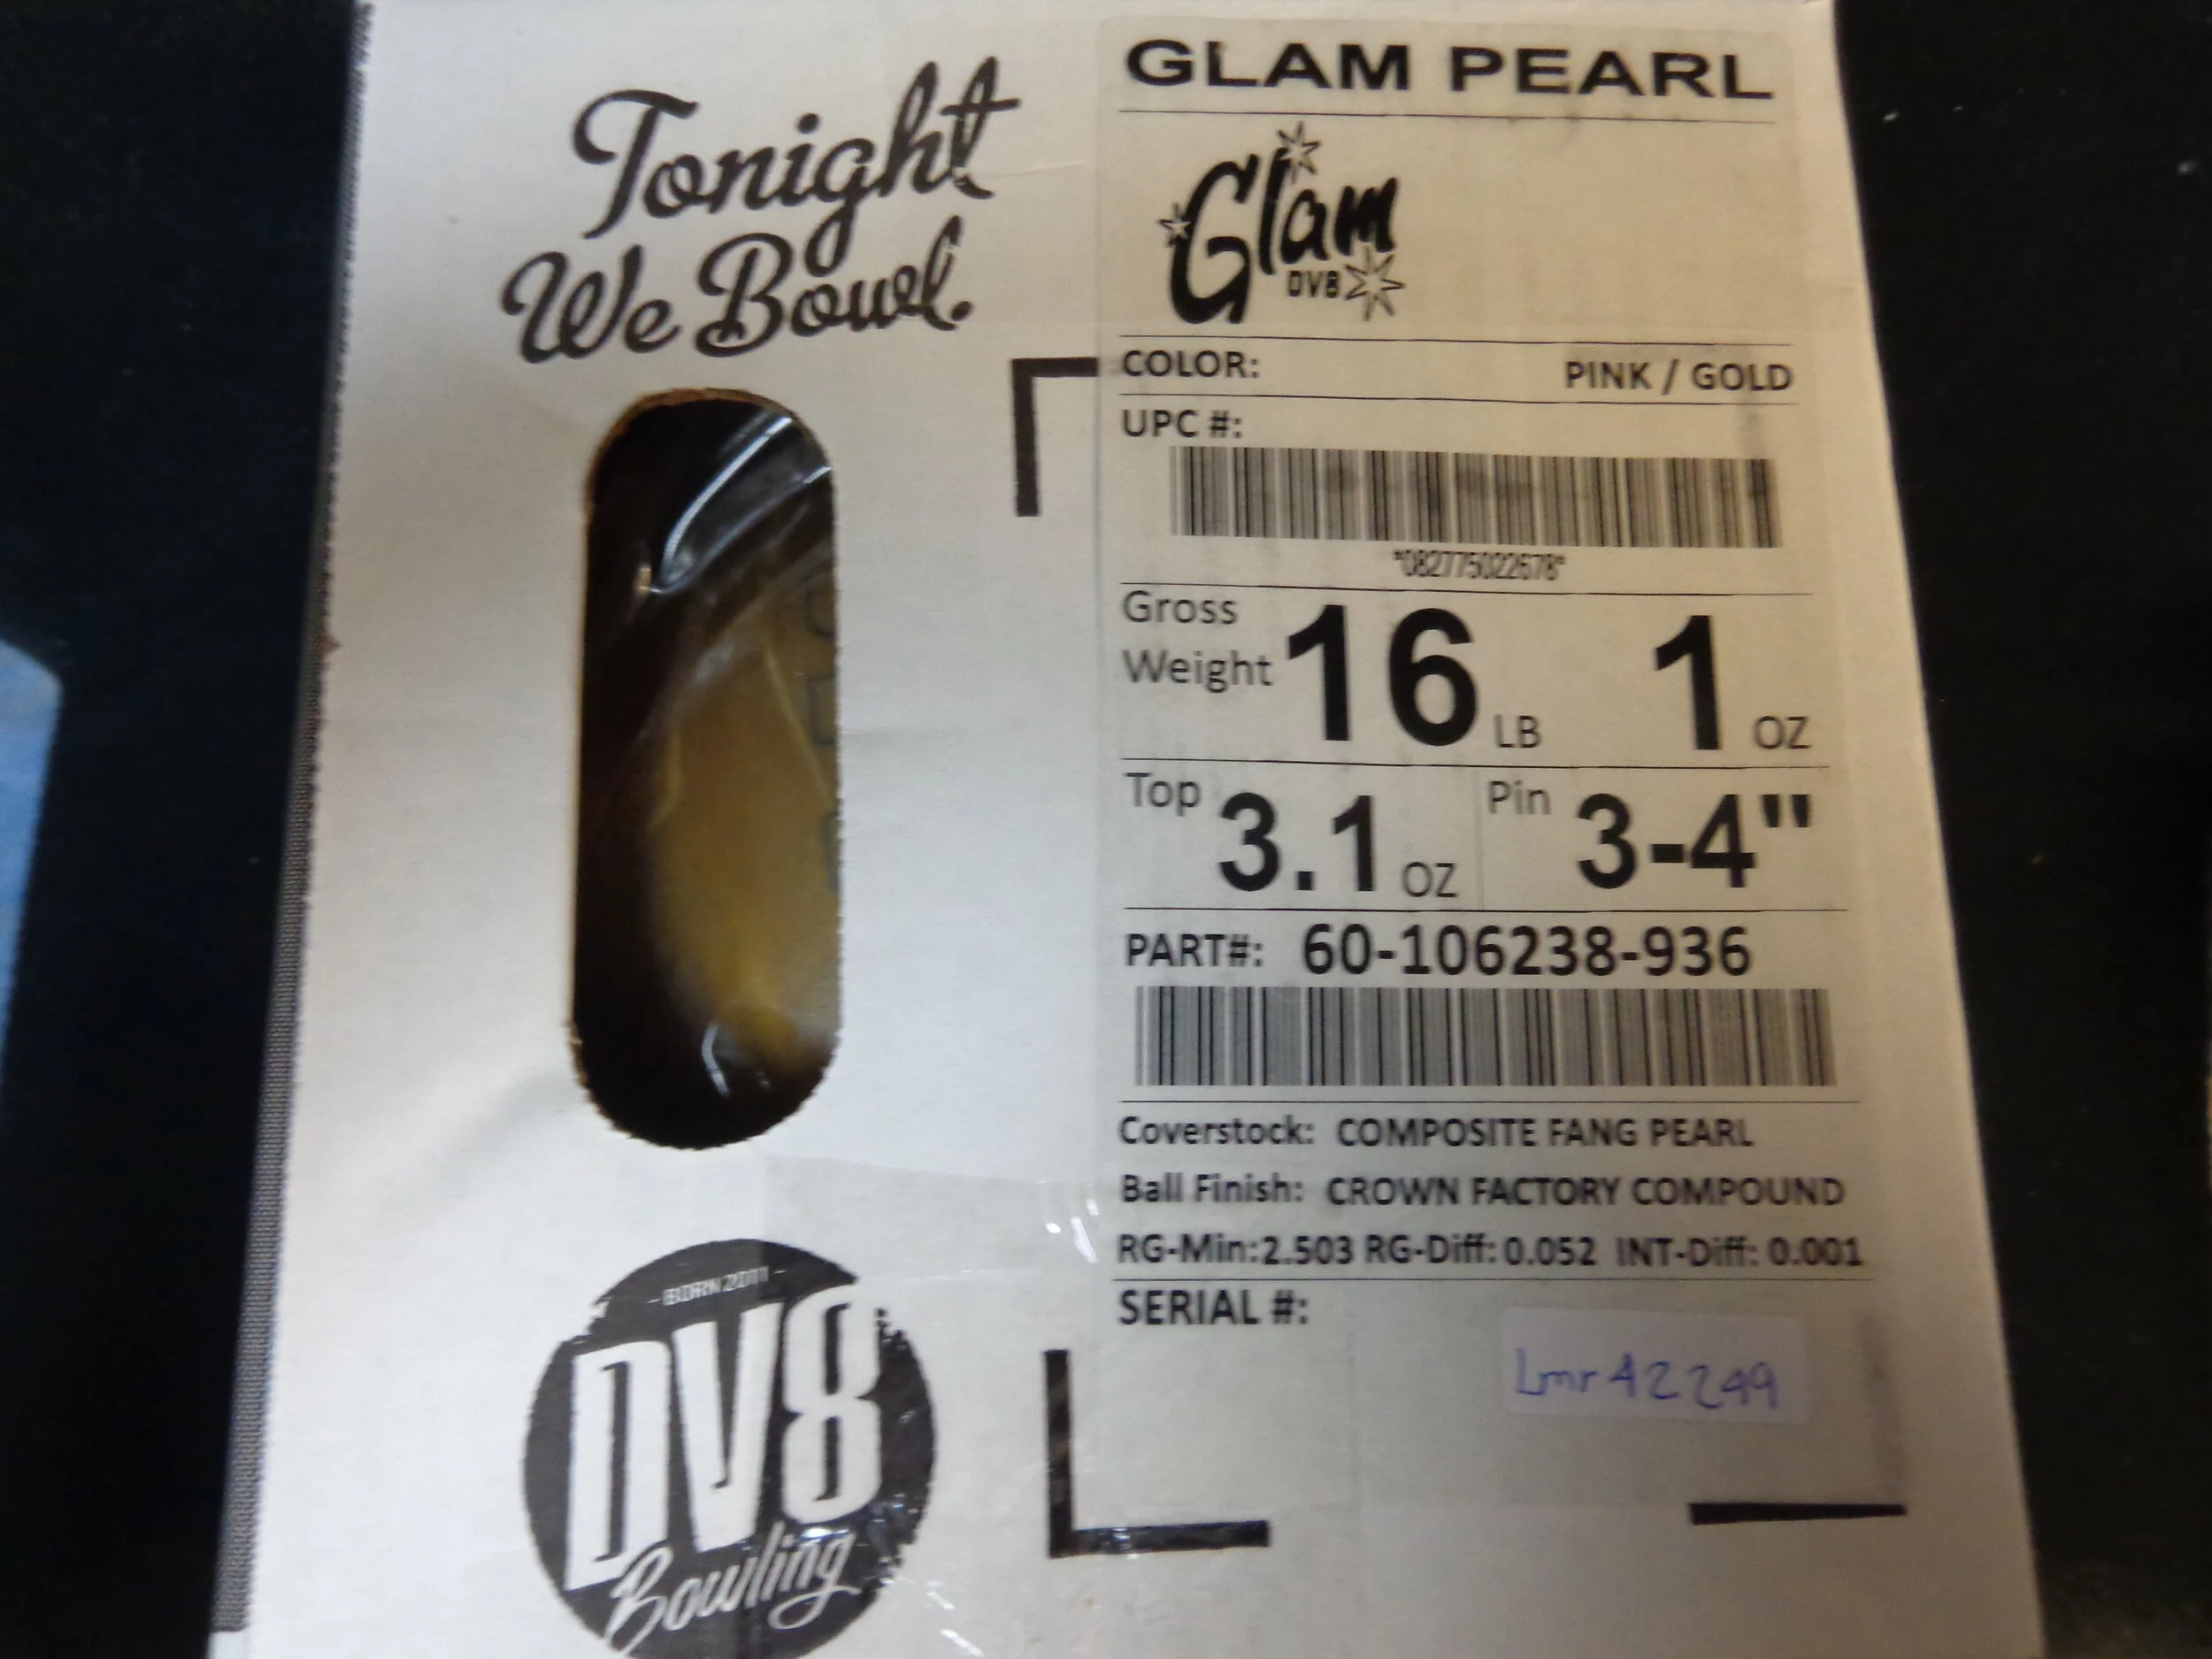 Tonight
We Bowl.
GLAM PEARL
Glam
DV8
COLOR: PINK / GOLD
UPC #:
*082775022678*
Gross
Weight 16 LB 1 OZ
Top 3.1 OZ Pin 3-4"
PART#: 60-106238-936
Coverstock: COMPOSITE FANG PEARL
Ball Finish: CROWN FACTORY COMPOUND
RG-Min:2.503 RG-Diff: 0.052 INT-Diff: 0.001
SERIAL #:
Lmr42249
- BORN 2011 -
DV8
Bowling